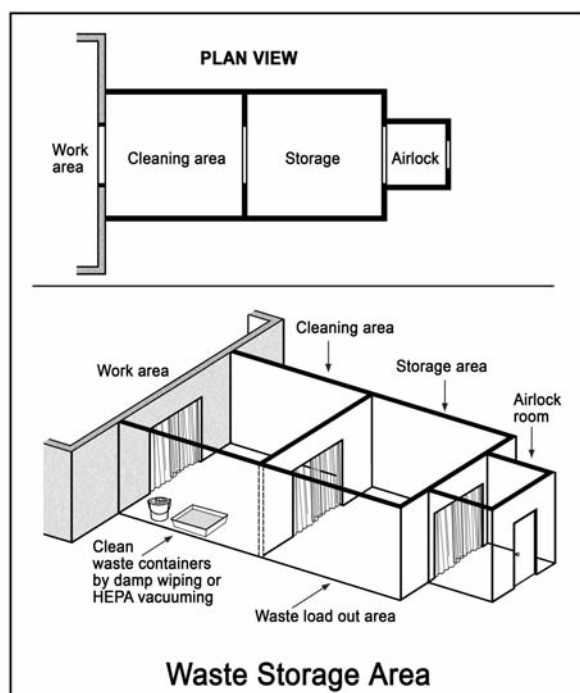 PLAN VIEW
Work
area
Cleaning area
Storage
Airlock
Cleaning area
Work area
Storage area
Airlock
room
Clean
waste containers
by damp wiping or
HEPA vacuuming
Waste load out area
Waste Storage Area